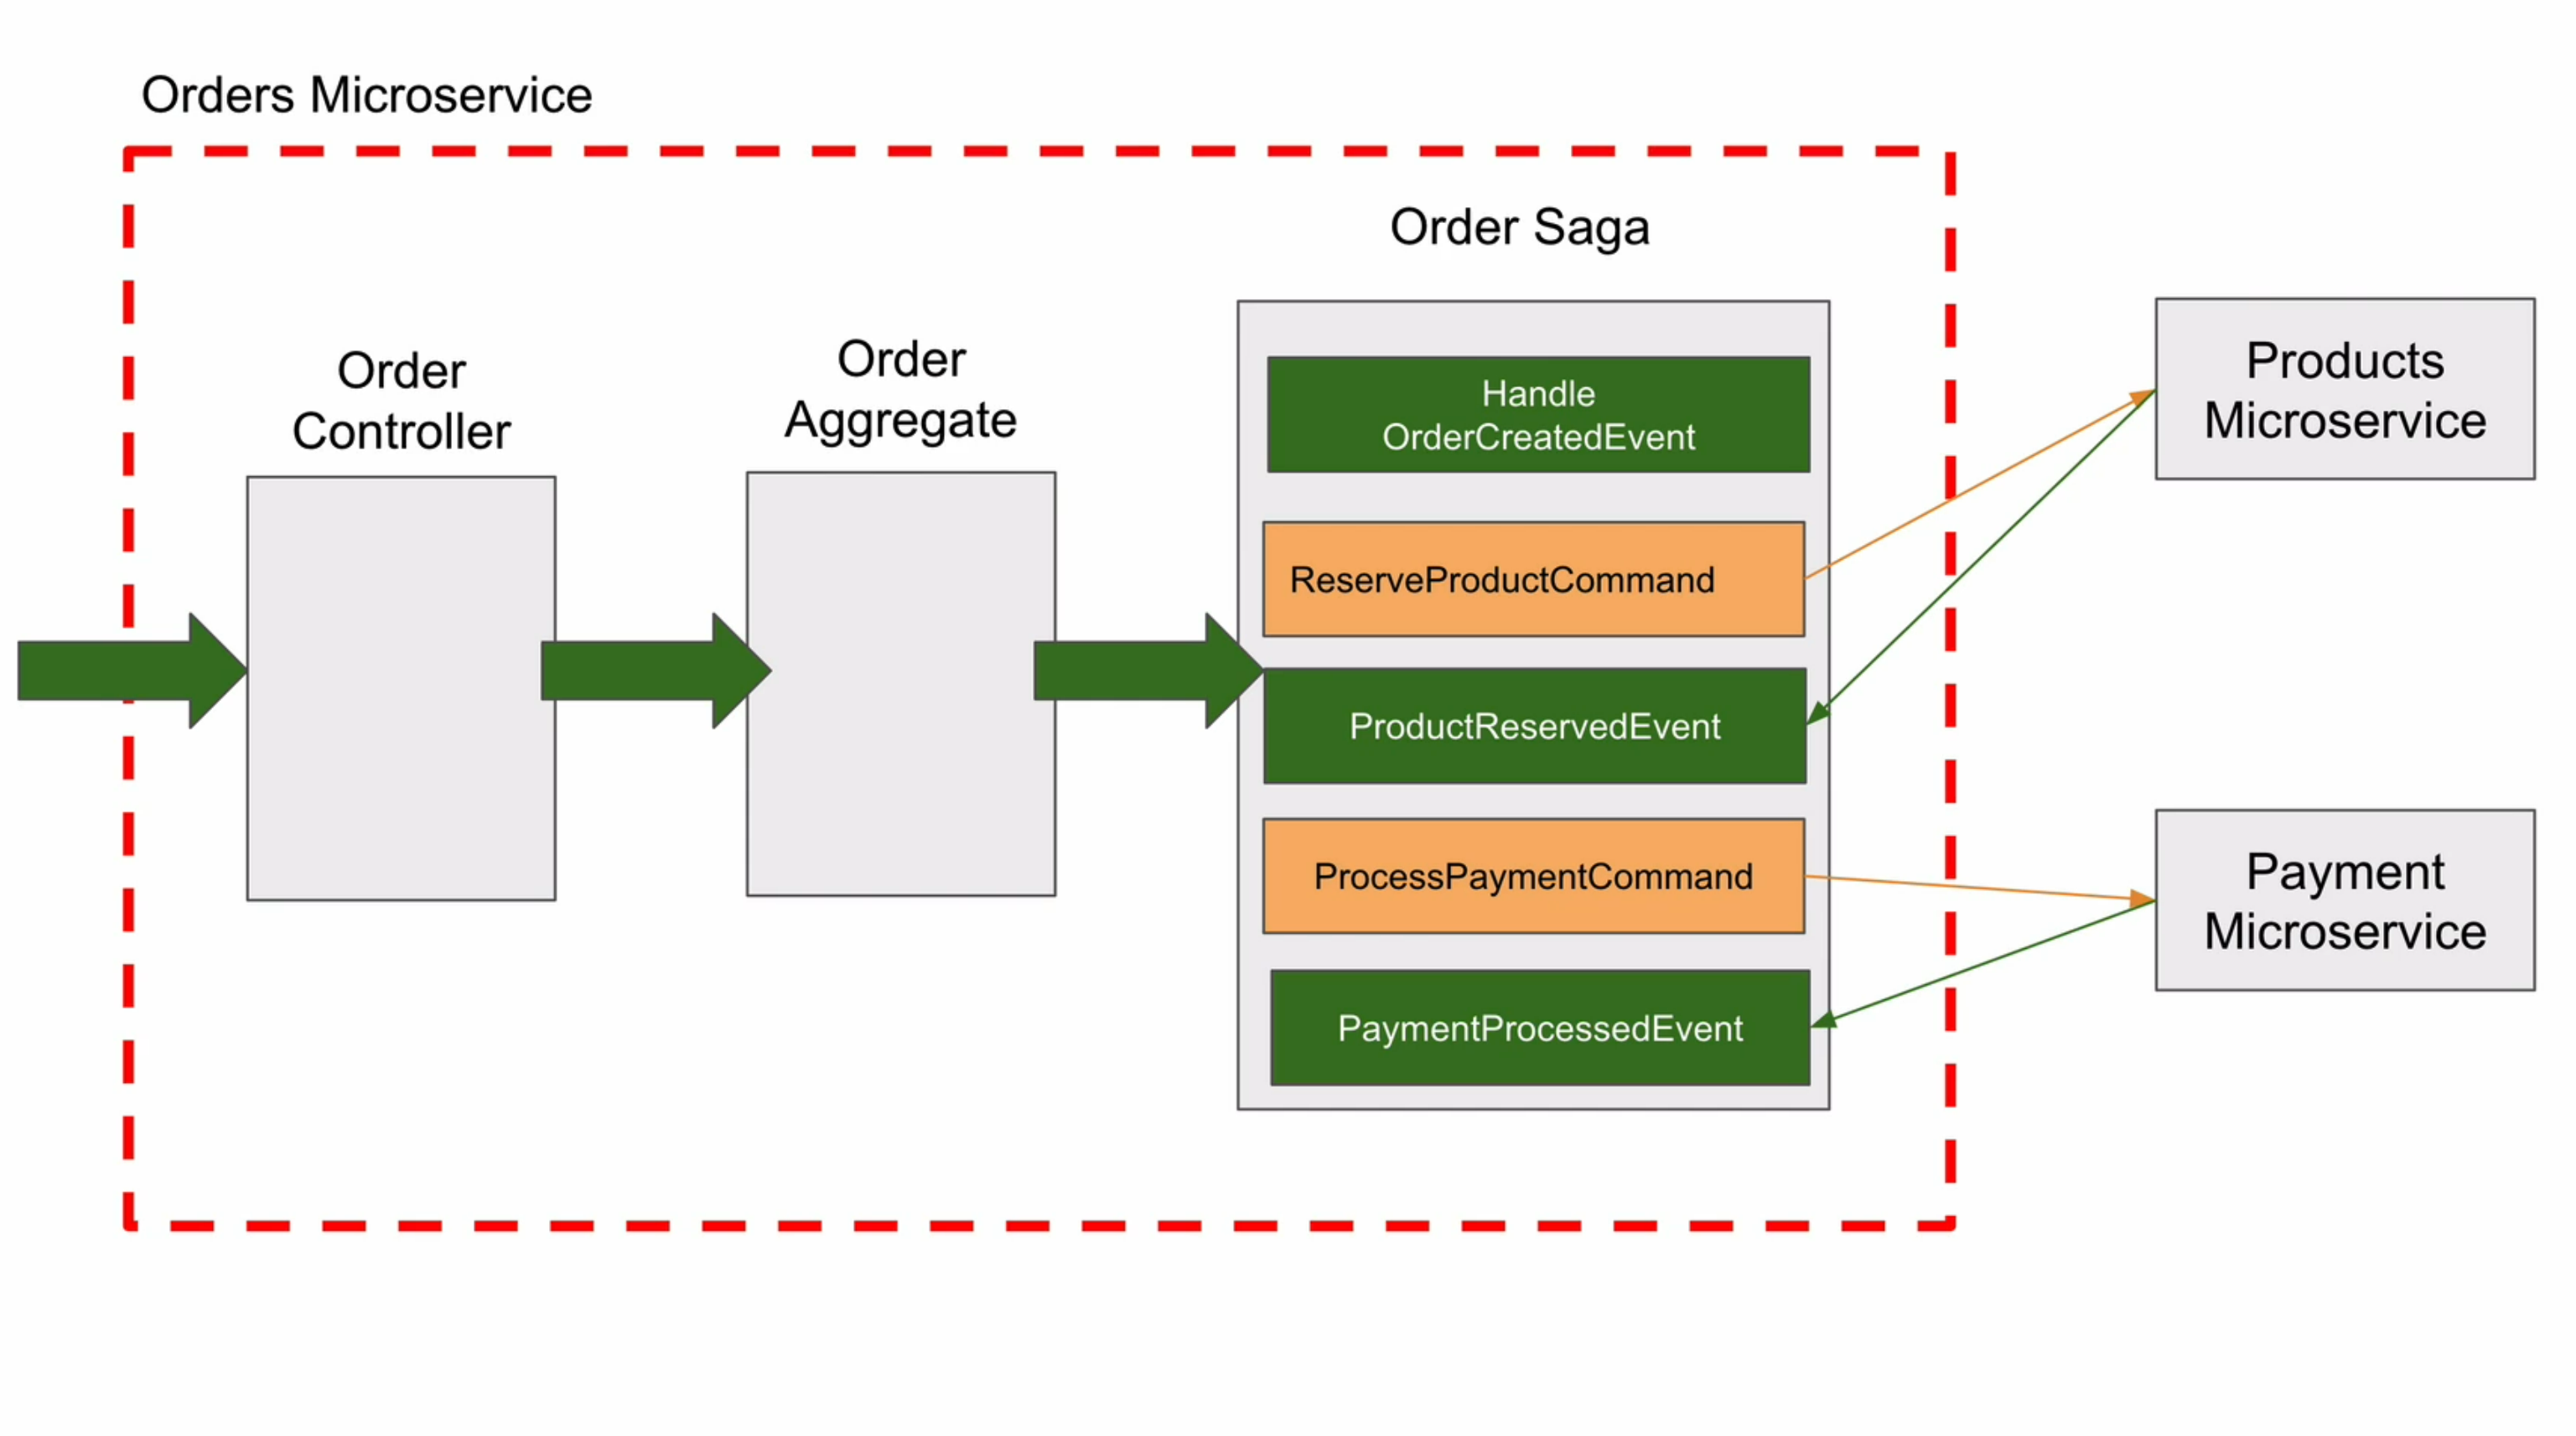 Orders Microservice
Order Saga
Order
Controller
Order
Aggregate
Handle
OrderCreatedEvent
ReserveProductCommand
ProductReservedEvent
ProcessPaymentCommand
PaymentProcessedEvent
Products
Microservice
Payment
Microservice